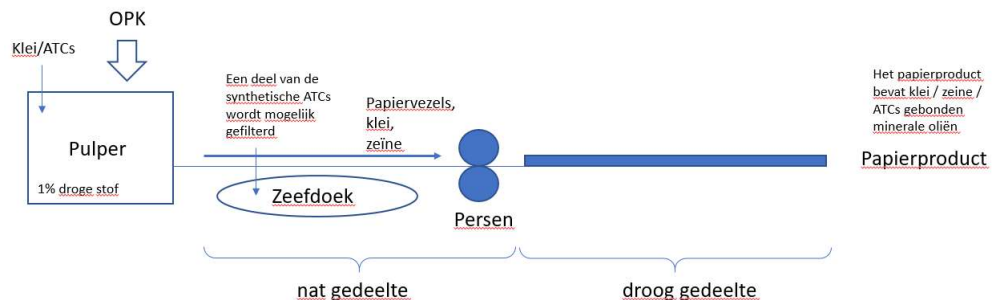 OPK
Klei/ATCs
Pulper
1% droge stof
Een deel van de
synthetische ATCs
wordt mogelijk
gefilterd
Papiervezels,
klei,
zeïne
Zeefdoek
Persen
Het papierproduct
bevat klei / zeine /
ATCs gebonden
minerale oliën
Papierproduct
nat gedeelte
droog gedeelte